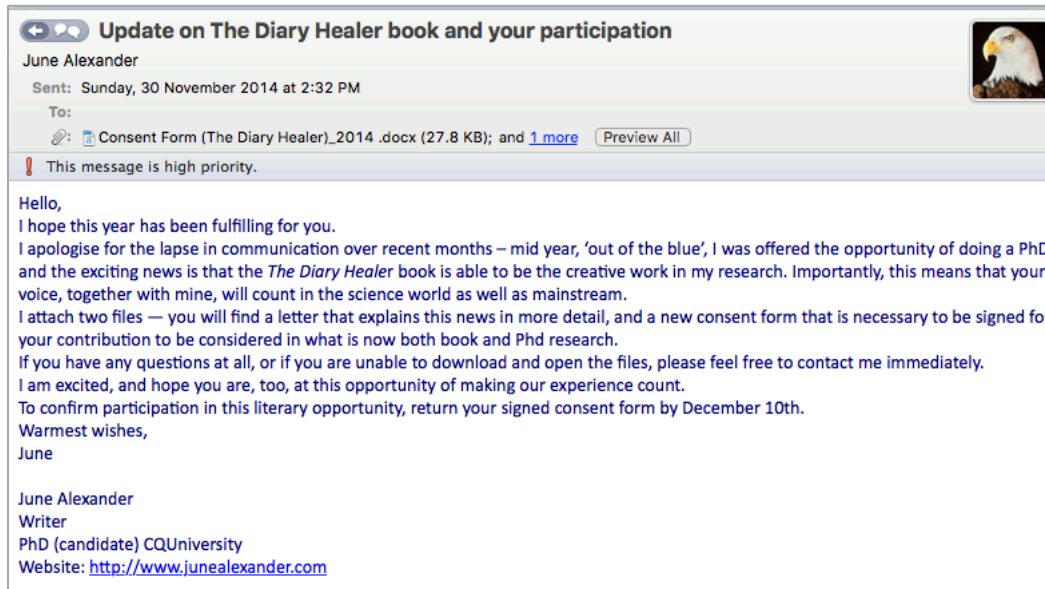 Update on The Diary Healer book and your participation
June Alexander
Sent: Sunday, 30 November 2014 at 2:32 PM
To:
Consent Form (The Diary Healer)_2014 .docx (27.8 KB); and 1 more Preview All
This message is high priority.
Hello,
I hope this year has been fulfilling for you.
I apologise for the lapse in communication over recent months – mid year, ‘out of the blue’, I was offered the opportunity of doing a PhD
and the exciting news is that the The Diary Healer book is able to be the creative work in my research. Importantly, this means that your
voice, together with mine, will count in the science world as well as mainstream.
I attach two files — you will find a letter that explains this news in more detail, and a new consent form that is necessary to be signed for
your contribution to be considered in what is now both book and Phd research.
If you have any questions at all, or if you are unable to download and open the files, please feel free to contact me immediately.
I am excited, and hope you are, too, at this opportunity of making our experience count.
To confirm participation in this literary opportunity, return your signed consent form by December 10th.
Warmest wishes,
June
June Alexander
Writer
PhD (candidate) CQUniversity
Website: http://www.junealexander.com